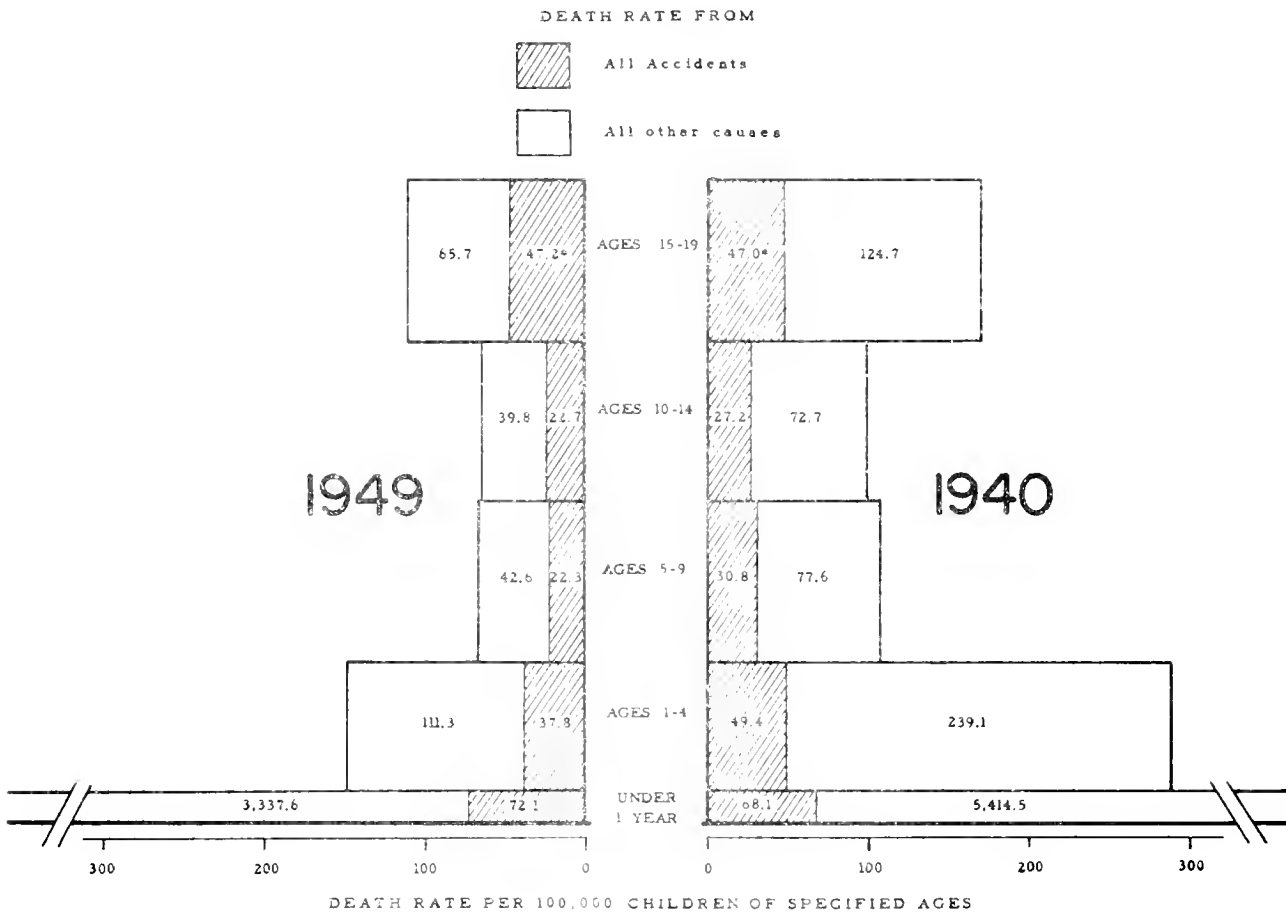 DEATH RATE FROM
All Accidents
All other causes
65.7 47.2* AGES 15-19 47.0* 124.7
39.8 22.7 AGES 10-14 27.2 72.7
1949 1940
42.6 22.3 AGES 5-9 30.8 77.6
111.3 37.8 AGES 1-4 49.4 239.1
3,337.6 72.1 UNDER 68.1 5,414.5
1 YEAR
300 200 100 0 0 100 200 300
DEATH RATE PER 100,000 CHILDREN OF SPECIFIED AGES